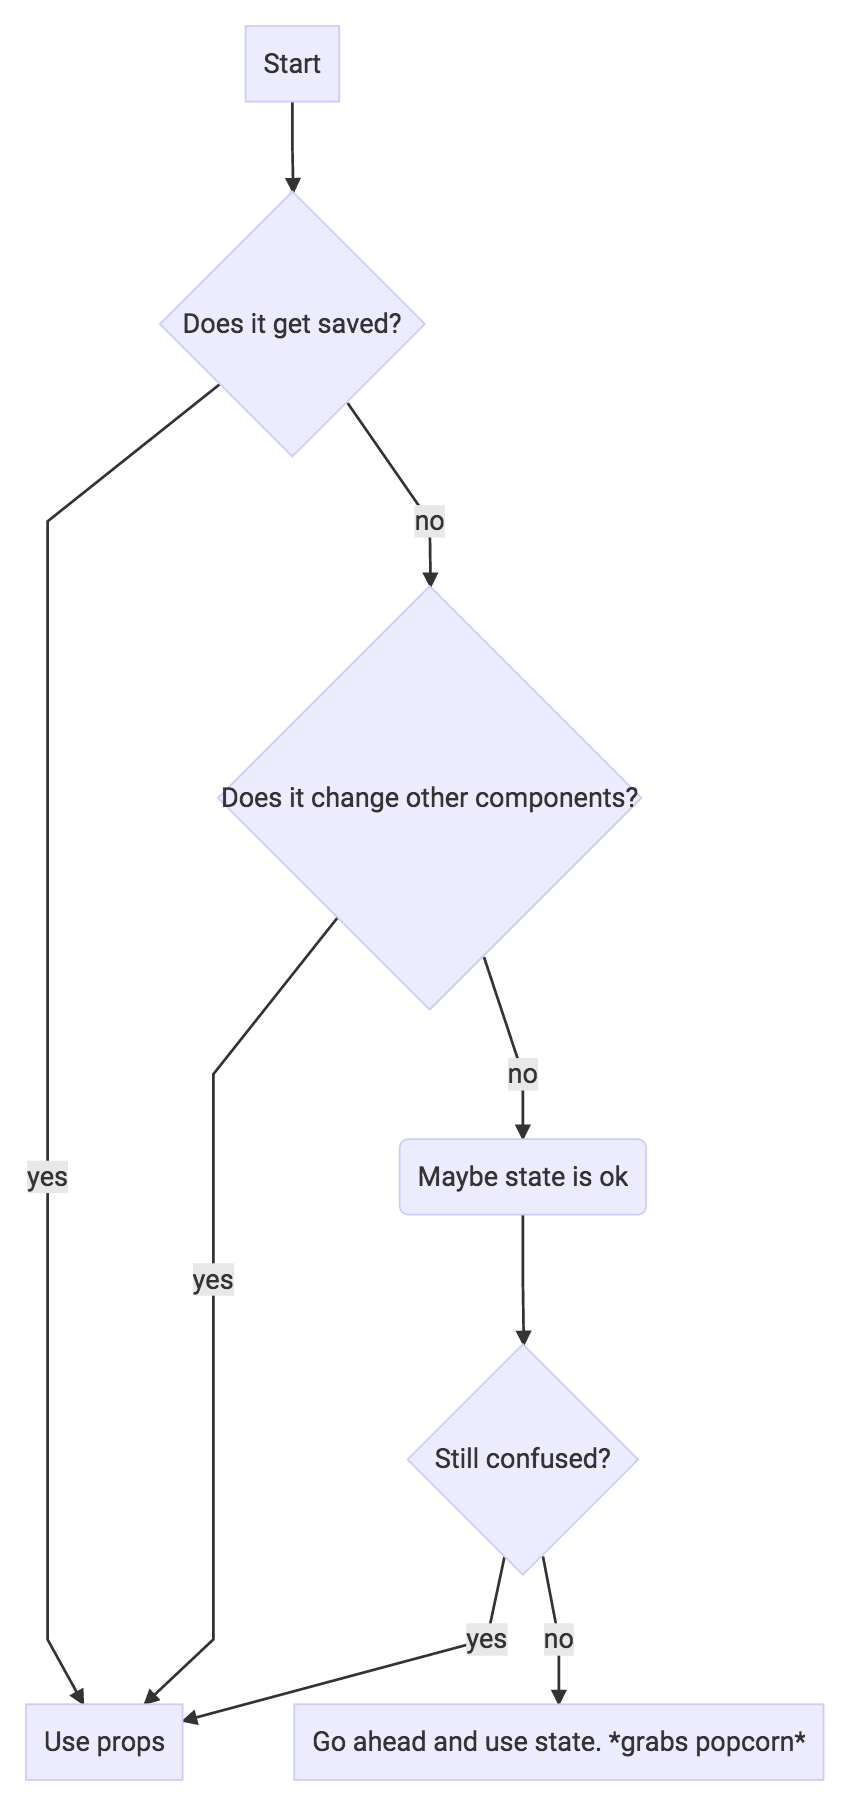 Start
Does it get saved?
no
Does it change other components?
no
Maybe state is ok
yes
yes
Still confused?
yes
no
Use props
Go ahead and use state. *grabs popcorn*